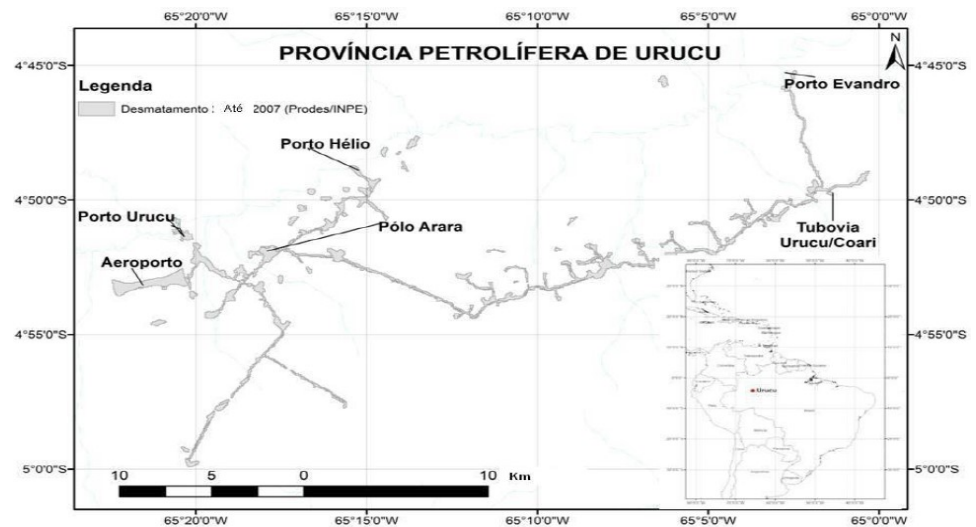 65°20'0"W 65°15'0"W 65°10'0"W 65°5'0"W 65°0'0"W
PROVÍNCIA PETROLÍFERA DE URUCU
N
4°45'0"S 4°45'0"S
Legenda
Desmatamento : Até 2007 (Prodes/INPE)
Porto Evandro
Porto Hélio
4°50'0"S 4°50'0"S
Porto Urucu
Pólo Arara
Tubovia
Urucu/Coari
Aeroporto
4°55'0"S 4°55'0"S
Urucu
5°0'0"S 5°0'0"S
10 5 0 10 Km
65°20'0"W 65°15'0"W 65°10'0"W 65°5'0"W 65°0'0"W